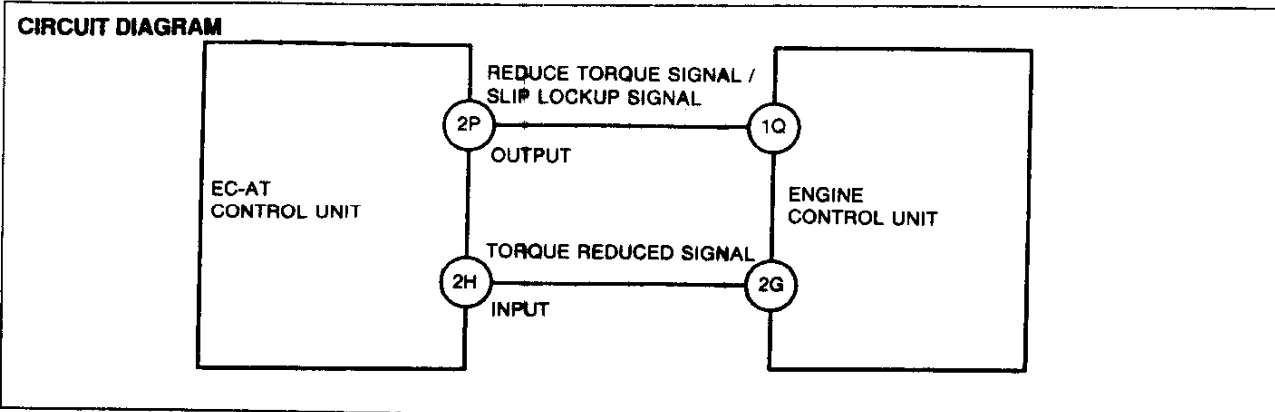 CIRCUIT DIAGRAM
REDUCE TORQUE SIGNAL /
SLIP LOCKUP SIGNAL
2P
1Q
OUTPUT
EC-AT
CONTROL UNIT
ENGINE
CONTROL UNIT
TORQUE REDUCED SIGNAL
2H
2G
INPUT